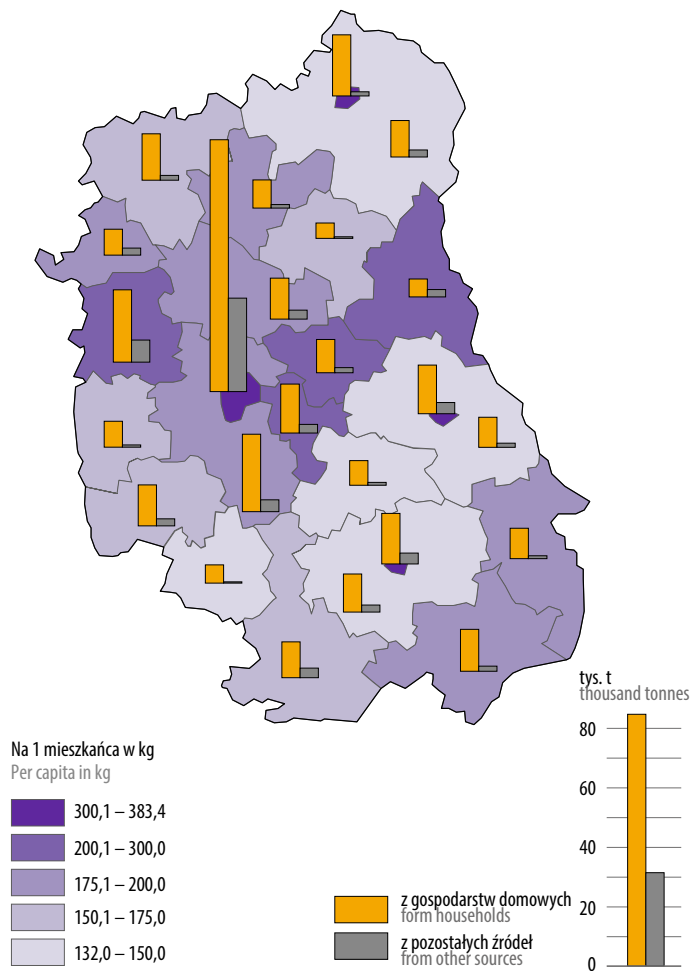 tys. t
thousand tonnes
80
60
40
20
0
Na 1 mieszkańca w kg
Per capita in kg
300,1 – 383,4
200,1 – 300,0
175,1 – 200,0
150,1 – 175,0
132,0 – 150,0
z gospodarstw domowych
form households
z pozostałych źródeł
from other sources